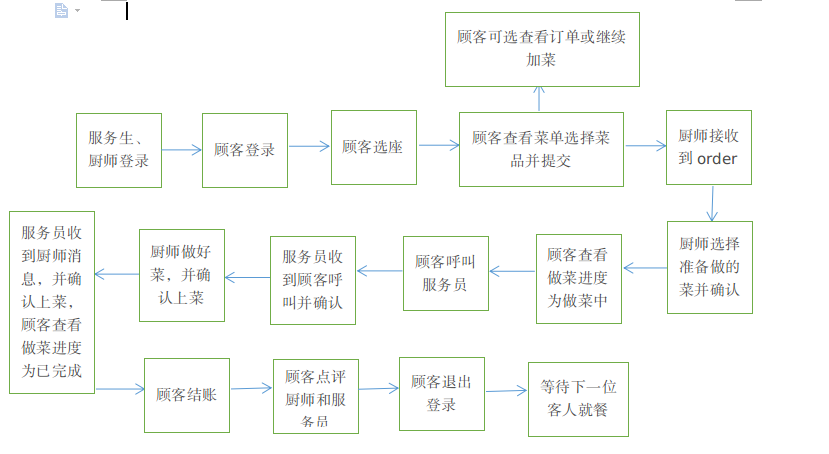 顾客可选查看订单或继续
加菜
服务生、
厨师登录
顾客登录
顾客选座
顾客查看菜单选择菜
品并提交
厨师接收
到 order
厨师选择
准备做的
菜并确认
顾客查看
做菜进度
为做菜中
顾客呼叫
服务员
服务员收
到顾客呼
叫并确认
厨师做好
菜，并确
认上菜
服务员收
到厨师消
息，并确
认上菜，
顾客查看
做菜进度
为已完成
顾客结账
顾客点评
厨师和服
务员
顾客退出
登录
等待下一位
客人就餐